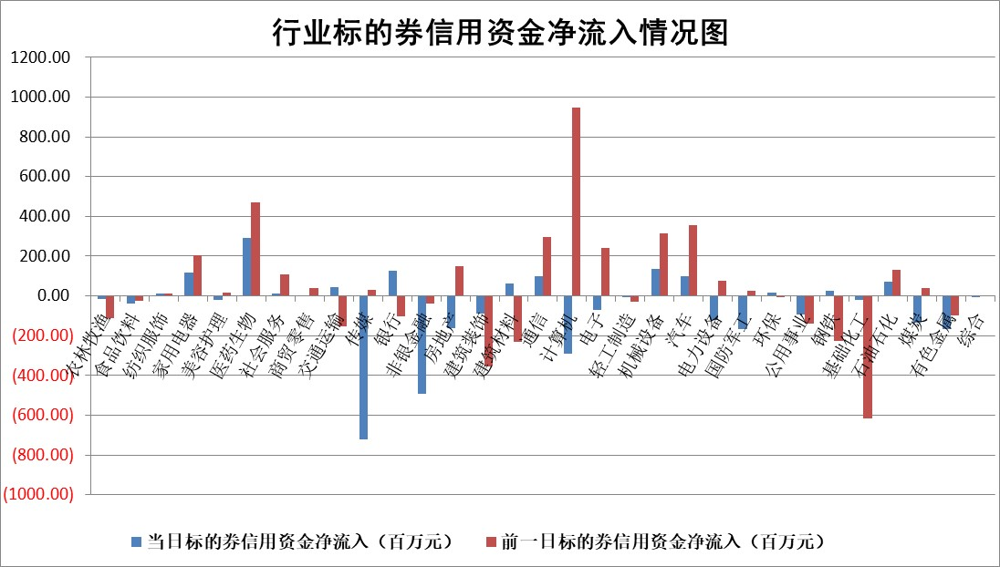 行业标的券信用资金净流入情况图
1200.00
1000.00
800.00
600.00
400.00
200.00
0.00
(200.00)
(400.00)
(600.00)
(800.00)
(1000.00)
农林牧渔
食品饮料
纺织服饰
家用电器
美容护理
医药生物
社会服务
商贸零售
交通运输
传媒
银行
非银金融
房地产
建筑装饰
建筑材料
通信
计算机
电子
轻工制造
机械设备
汽车
电力设备
国防军工
环保
公用事业
钢铁
基础化工
石油石化
煤炭
有色金属
综合
当日标的券信用资金净流入（百万元）
前一日标的券信用资金净流入（百万元）